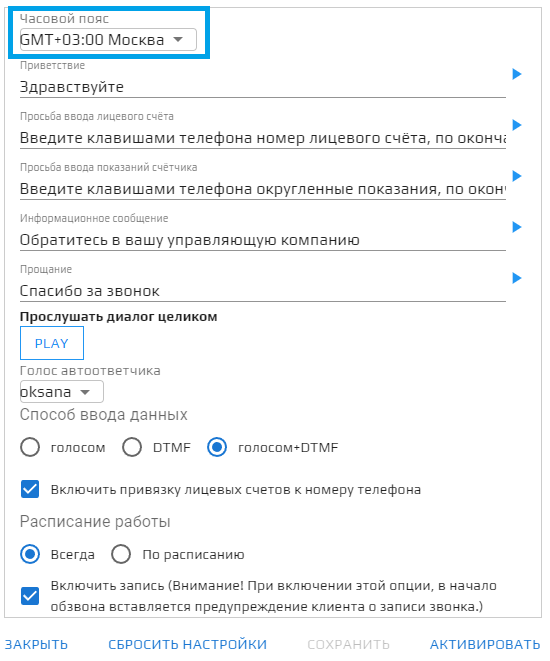 Часовой пояс
GMT+03:00 Москва
Приветствие
Здравствуйте
Просьба ввода лицевого счёта
Введите клавишами телефона номер лицевого счёта, по
Просьба ввода показаний счётчика
Введите клавишами телефона округленные показания, по
Информационное сообщение
Обратитесь в вашу управляющую компанию
Прощание
Спасибо за звонок
Прослушать диалог целиком
PLAY
Голос автоответчика
oksana
Способ ввода данных
голосом DTMF голосом+DTMF
Включить привязку лицевых счетов к номеру телефона
Расписание работы
Всегда По расписанию
Включить запись (Внимание! При включении этой опции, в начало
обзвона вставляется предупреждение клиента о записи звонка.)
ЗАКРЫТЬ СБРОСИТЬ НАСТРОЙКИ СОХРАНИТЬ АКТИВИРОВАТЬ